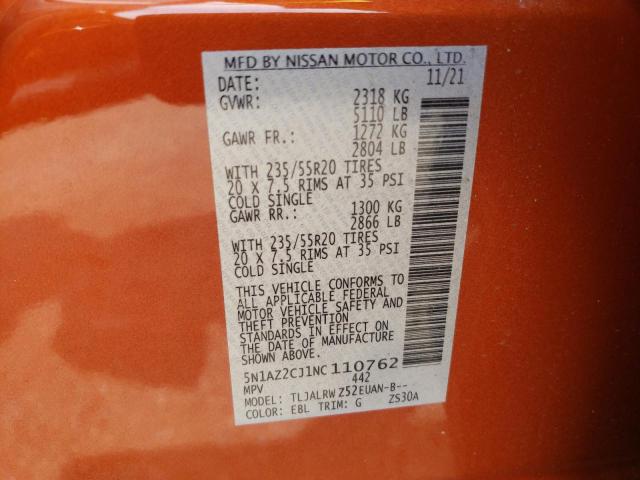 MFD BY NISSAN MOTOR CO., LTD.
DATE: 11/21
GVWR: 2318 KG
5110 LB
GAWR FR.: 1272 KG
2804 LB
WITH 235/55R20 TIRES
20 X 7.5 RIMS AT 35 PSI
COLD SINGLE
GAWR RR.: 1300 KG
2866 LB
WITH 235/55R20 TIRES
20 X 7.5 RIMS AT 35 PSI
COLD SINGLE
THIS VEHICLE CONFORMS TO
ALL APPLICABLE FEDERAL
MOTOR VEHICLE SAFETY AND
THEFT PREVENTION
STANDARDS IN EFFECT ON
THE DATE OF MANUFACTURE
SHOWN ABOVE.
5N1AZ2CJ1NC110762
MPV 442
MODEL: TLJALRWZ52EUAN-B--
COLOR: EBL TRIM: G ZS30A